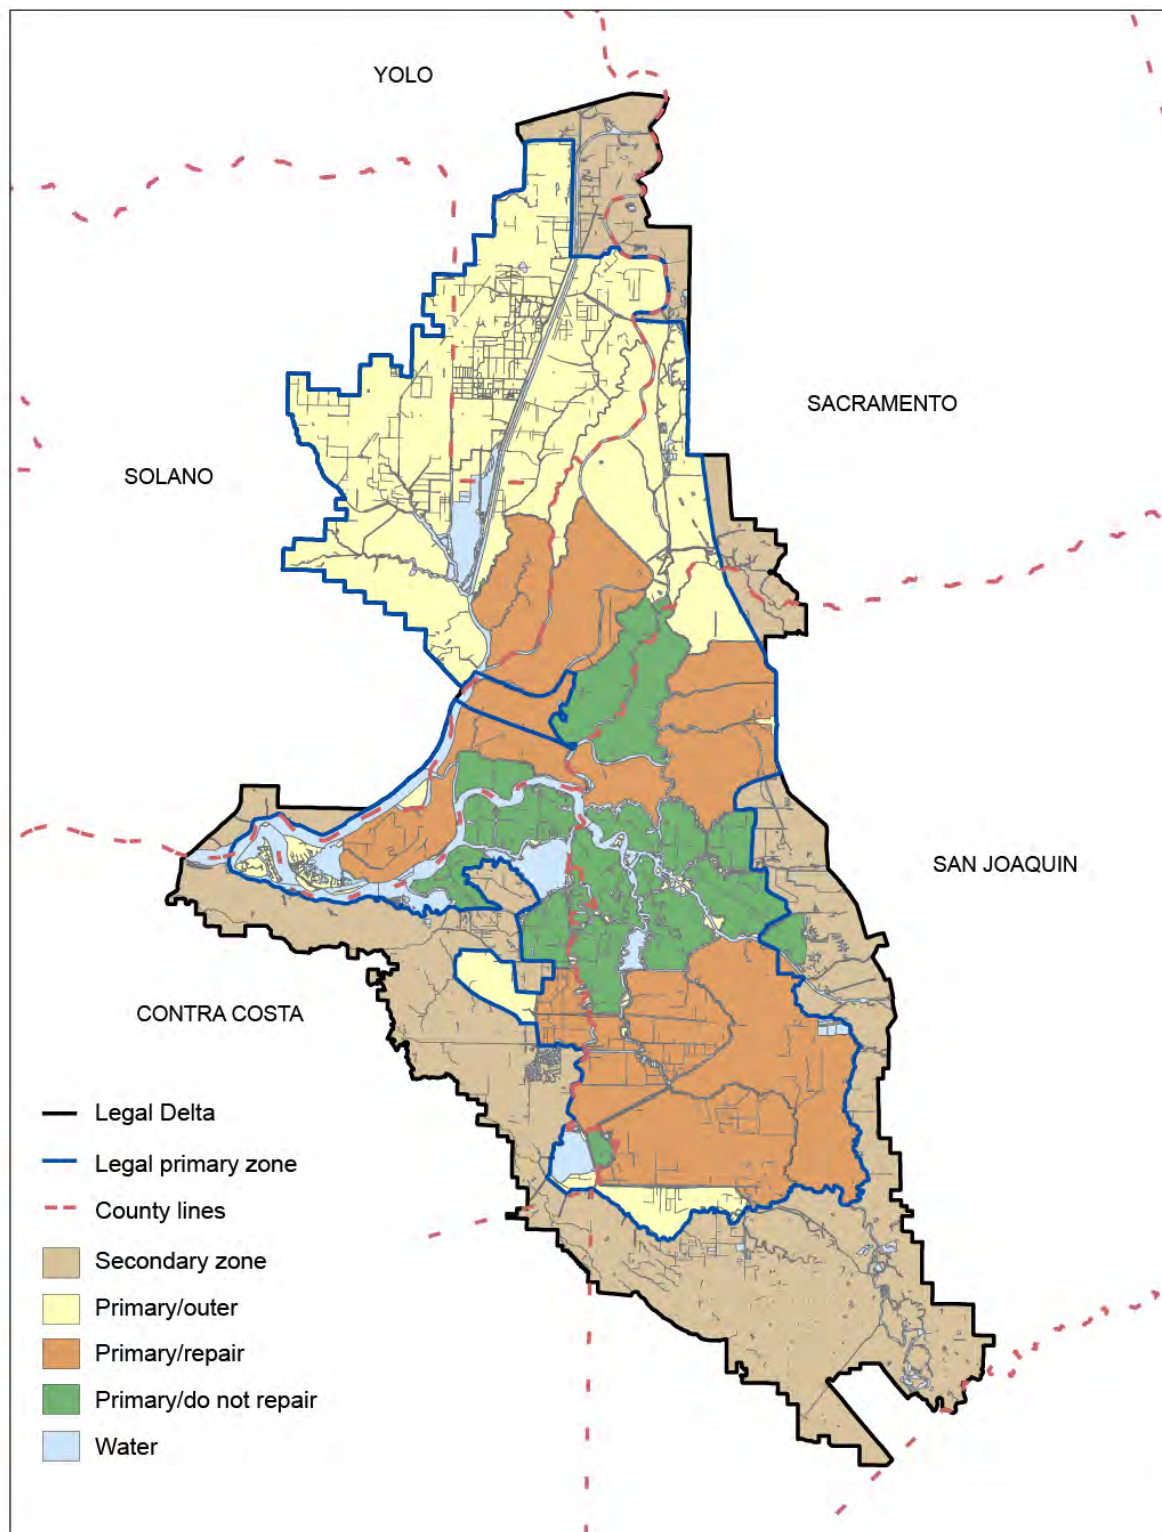 YOLO
SACRAMENTO
SOLANO
SAN JOAQUIN
CONTRA COSTA
Legal Delta
Legal primary zone
County lines
Secondary zone
Primary/outer
Primary/repair
Primary/do not repair
Water